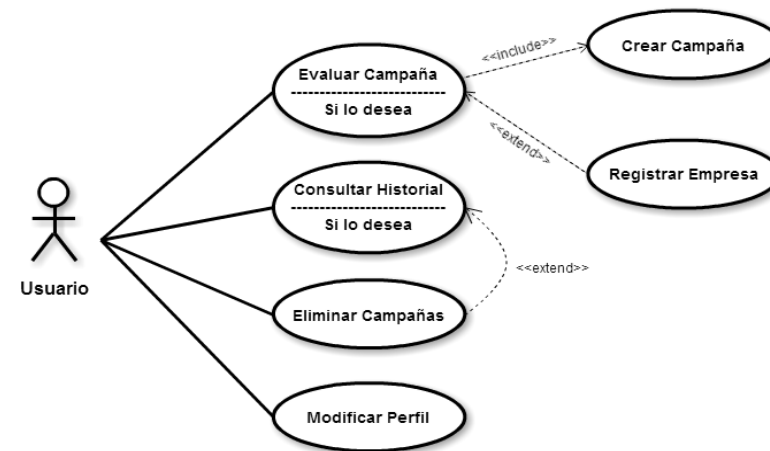 Evaluar Campaña
Si lo desea
<<include>>
Crear Campaña
<<extend>>
Registrar Empresa
Consultar Historial
Si lo desea
<<extend>>
Usuario
Eliminar Campañas
Modificar Perfil